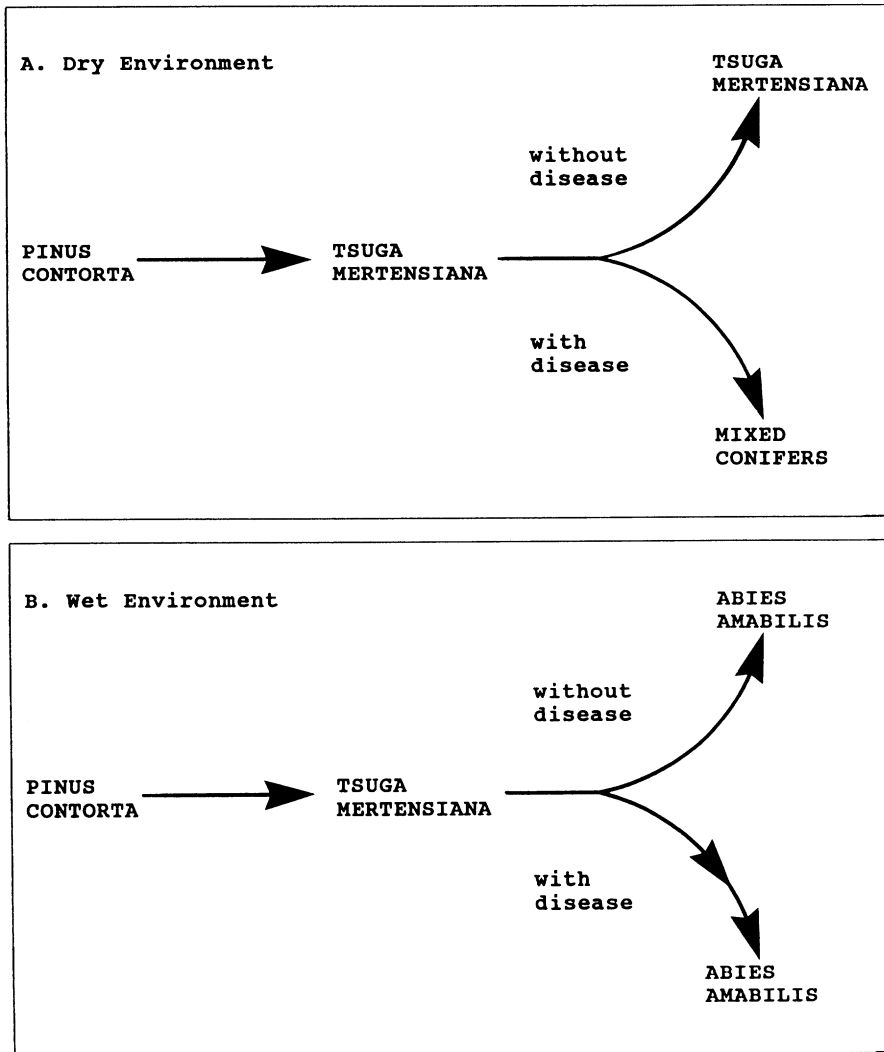 A. Dry Environment
TSUGA
MERTENSIANA
without
disease
PINUS
CONTORTA
TSUGA
MERTENSIANA
with
disease
MIXED
CONIFERS
B. Wet Environment
ABIES
AMABILIS
without
disease
PINUS
CONTORTA
TSUGA
MERTENSIANA
with
disease
ABIES
AMABILIS